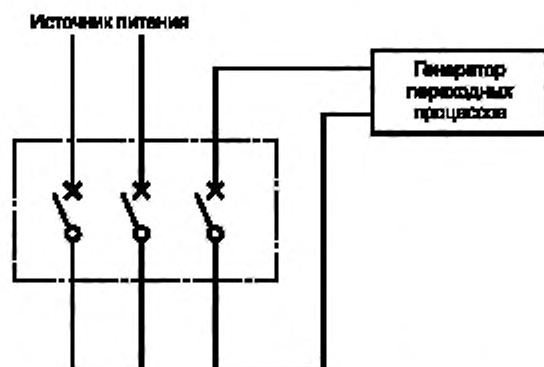 Источник питания
Генератор
переходных
процессов